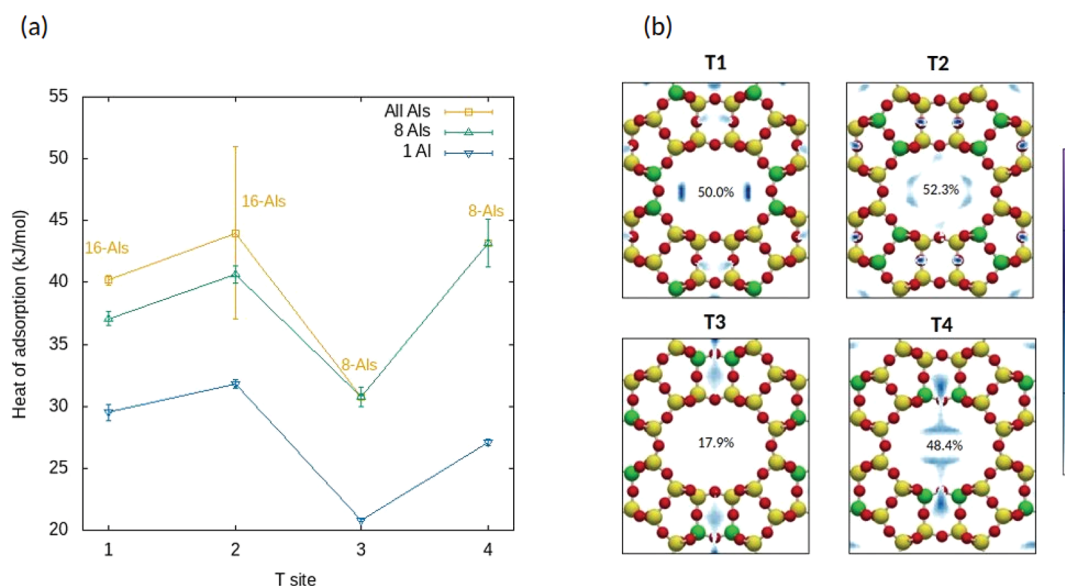 (a)
(b)
T1
T2
55
50
45
40
35
30
25
20
Heat of adsorption (kJ/mol)
All Als
8 Als
1 Al
16-Als
16-Als
8-Als
8-Als
1
2
3
4
T site
50.0%
52.3%
T3
T4
17.9%
48.4%